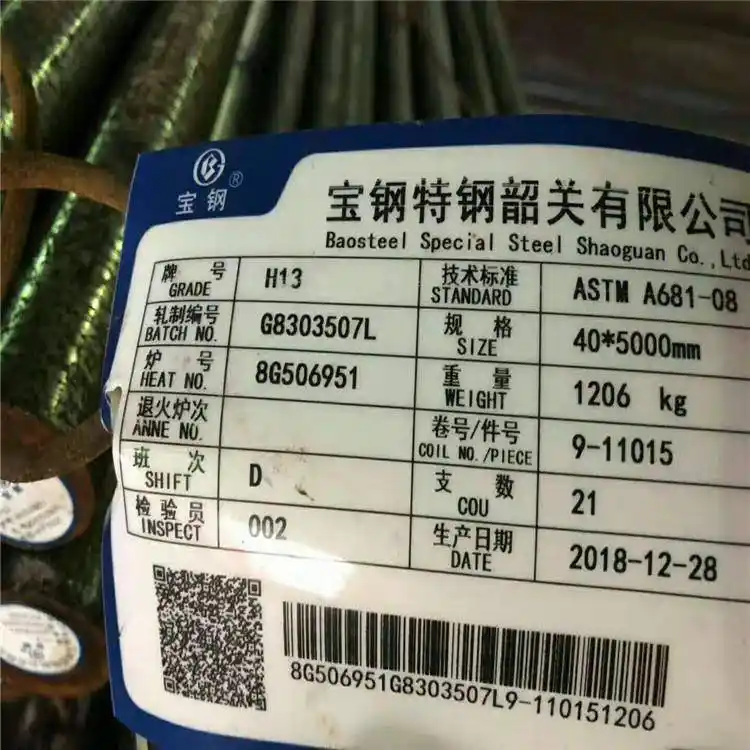 宝钢®
宝钢特钢韶关有限公司
Baosteel Special Steel Shaoguan Co.,Ltd
牌号 H13 技术标准 ASTM A681-08
GRADE STANDARD
轧制编号 G8303507L 规格 40*5000mm
BATCH NO. SIZE
炉号 8G506951 重量 1206 kg
HEAT NO. WEIGHT
退火炉次 卷号/件号 9-11015
ANNE NO. COIL NO./PIECE
班次 D 支数 21
SHIFT COU
检验员 002 生产日期 2018-12-28
INSPECT DATE
8G506951G8303507L9-110151206